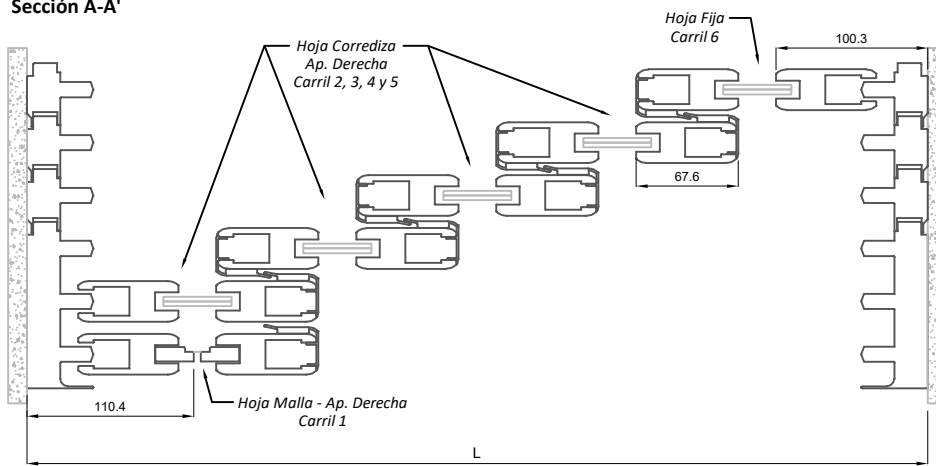 Sección A-A'
Hoja Fija
Carril 6
100.3
Hoja Corrediza
Ap. Derecha
Carril 2, 3, 4 y 5
67.6
110.4
Hoja Malla - Ap. Derecha
Carril 1
L